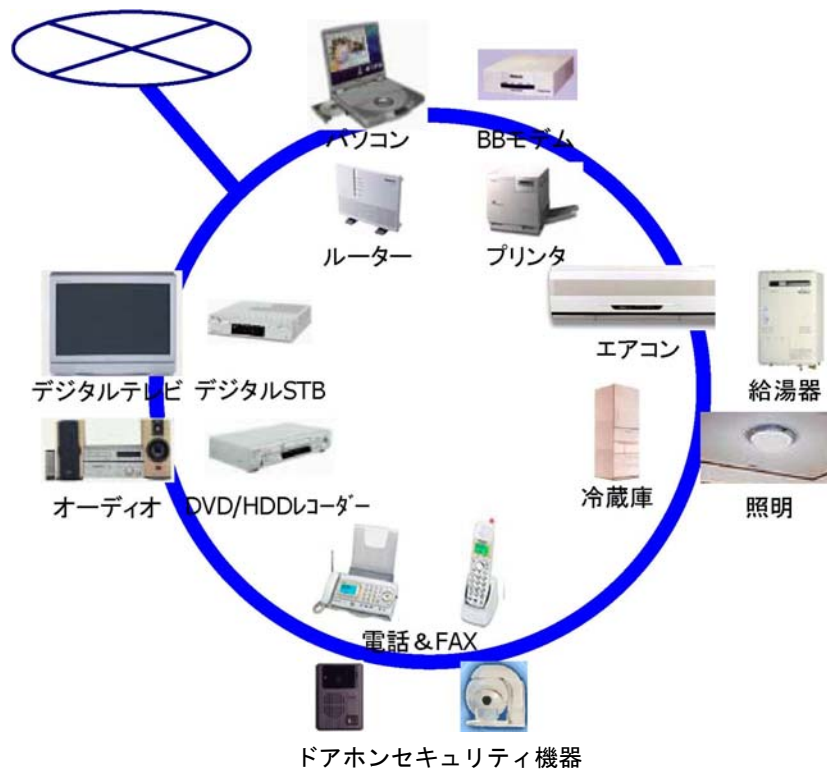 パソコン
BBモデム
ルーター
プリンタ
エアコン
給湯器
デジタルテレビ
デジタルSTB
オーディオ
DVD/HDDﾚｺｰﾀﾞｰ
冷蔵庫
照明
電話&FAX
ドアホンセキュリティ機器